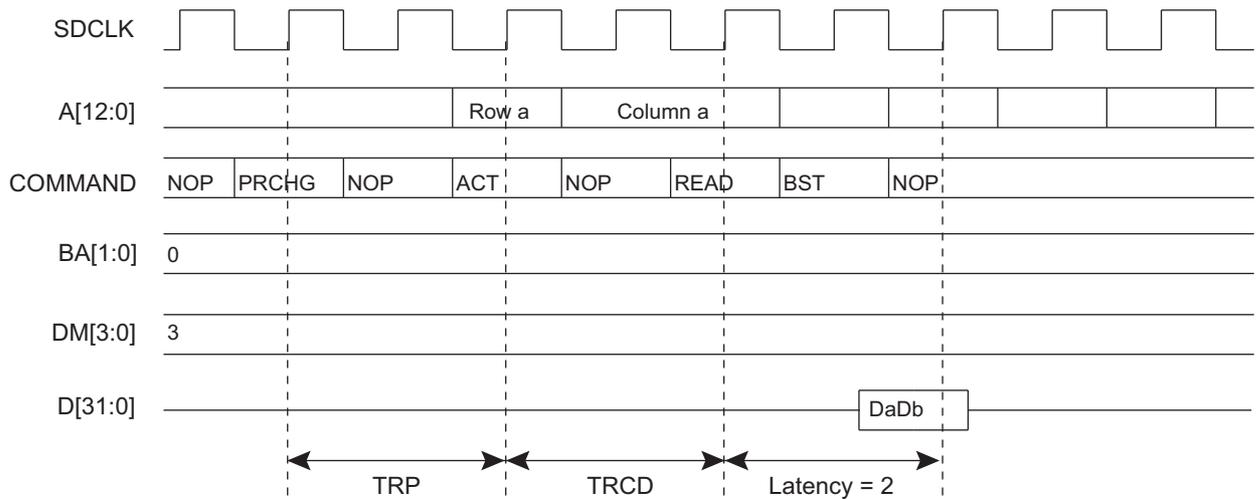 SDCLK
A[12:0] Row a Column a
COMMAND NOP PRCHG NOP ACT NOP READ BST NOP
BA[1:0] 0
DM[3:0] 3
D[31:0] DaDb
TRP TRCD Latency = 2